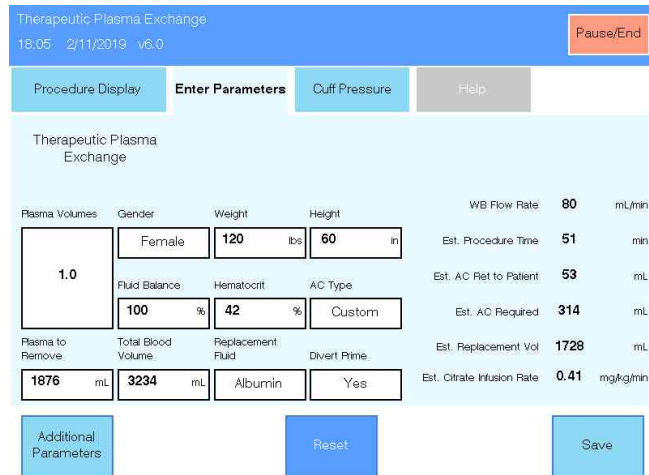 Therapeutic Plasma Exchange
18:05 2/11/2019 v6.0
Pause/End
Procedure Display
Enter Parameters
Cuff Pressure
Help
Therapeutic Plasma
Exchange
Plasma Volumes
1.0
Gender
Female
Weight
120 lbs
Height
60 in
Fluid Balance
100 %
Hematocrit
42 %
AC Type
Custom
Plasma to
Remove
1876 mL
Total Blood
Volume
3234 mL
Replacement
Fluid
Albumin
Divert Prime
Yes
WB Flow Rate 80 mL/min
Est. Procedure Time 51 min
Est. AC Ret to Patient 53 mL
Est. AC Required 314 mL
Est. Replacement Vol 1728 mL
Est. Citrate Infusion Rate 0.41 mg/kg/min
Additional
Parameters
Reset
Save